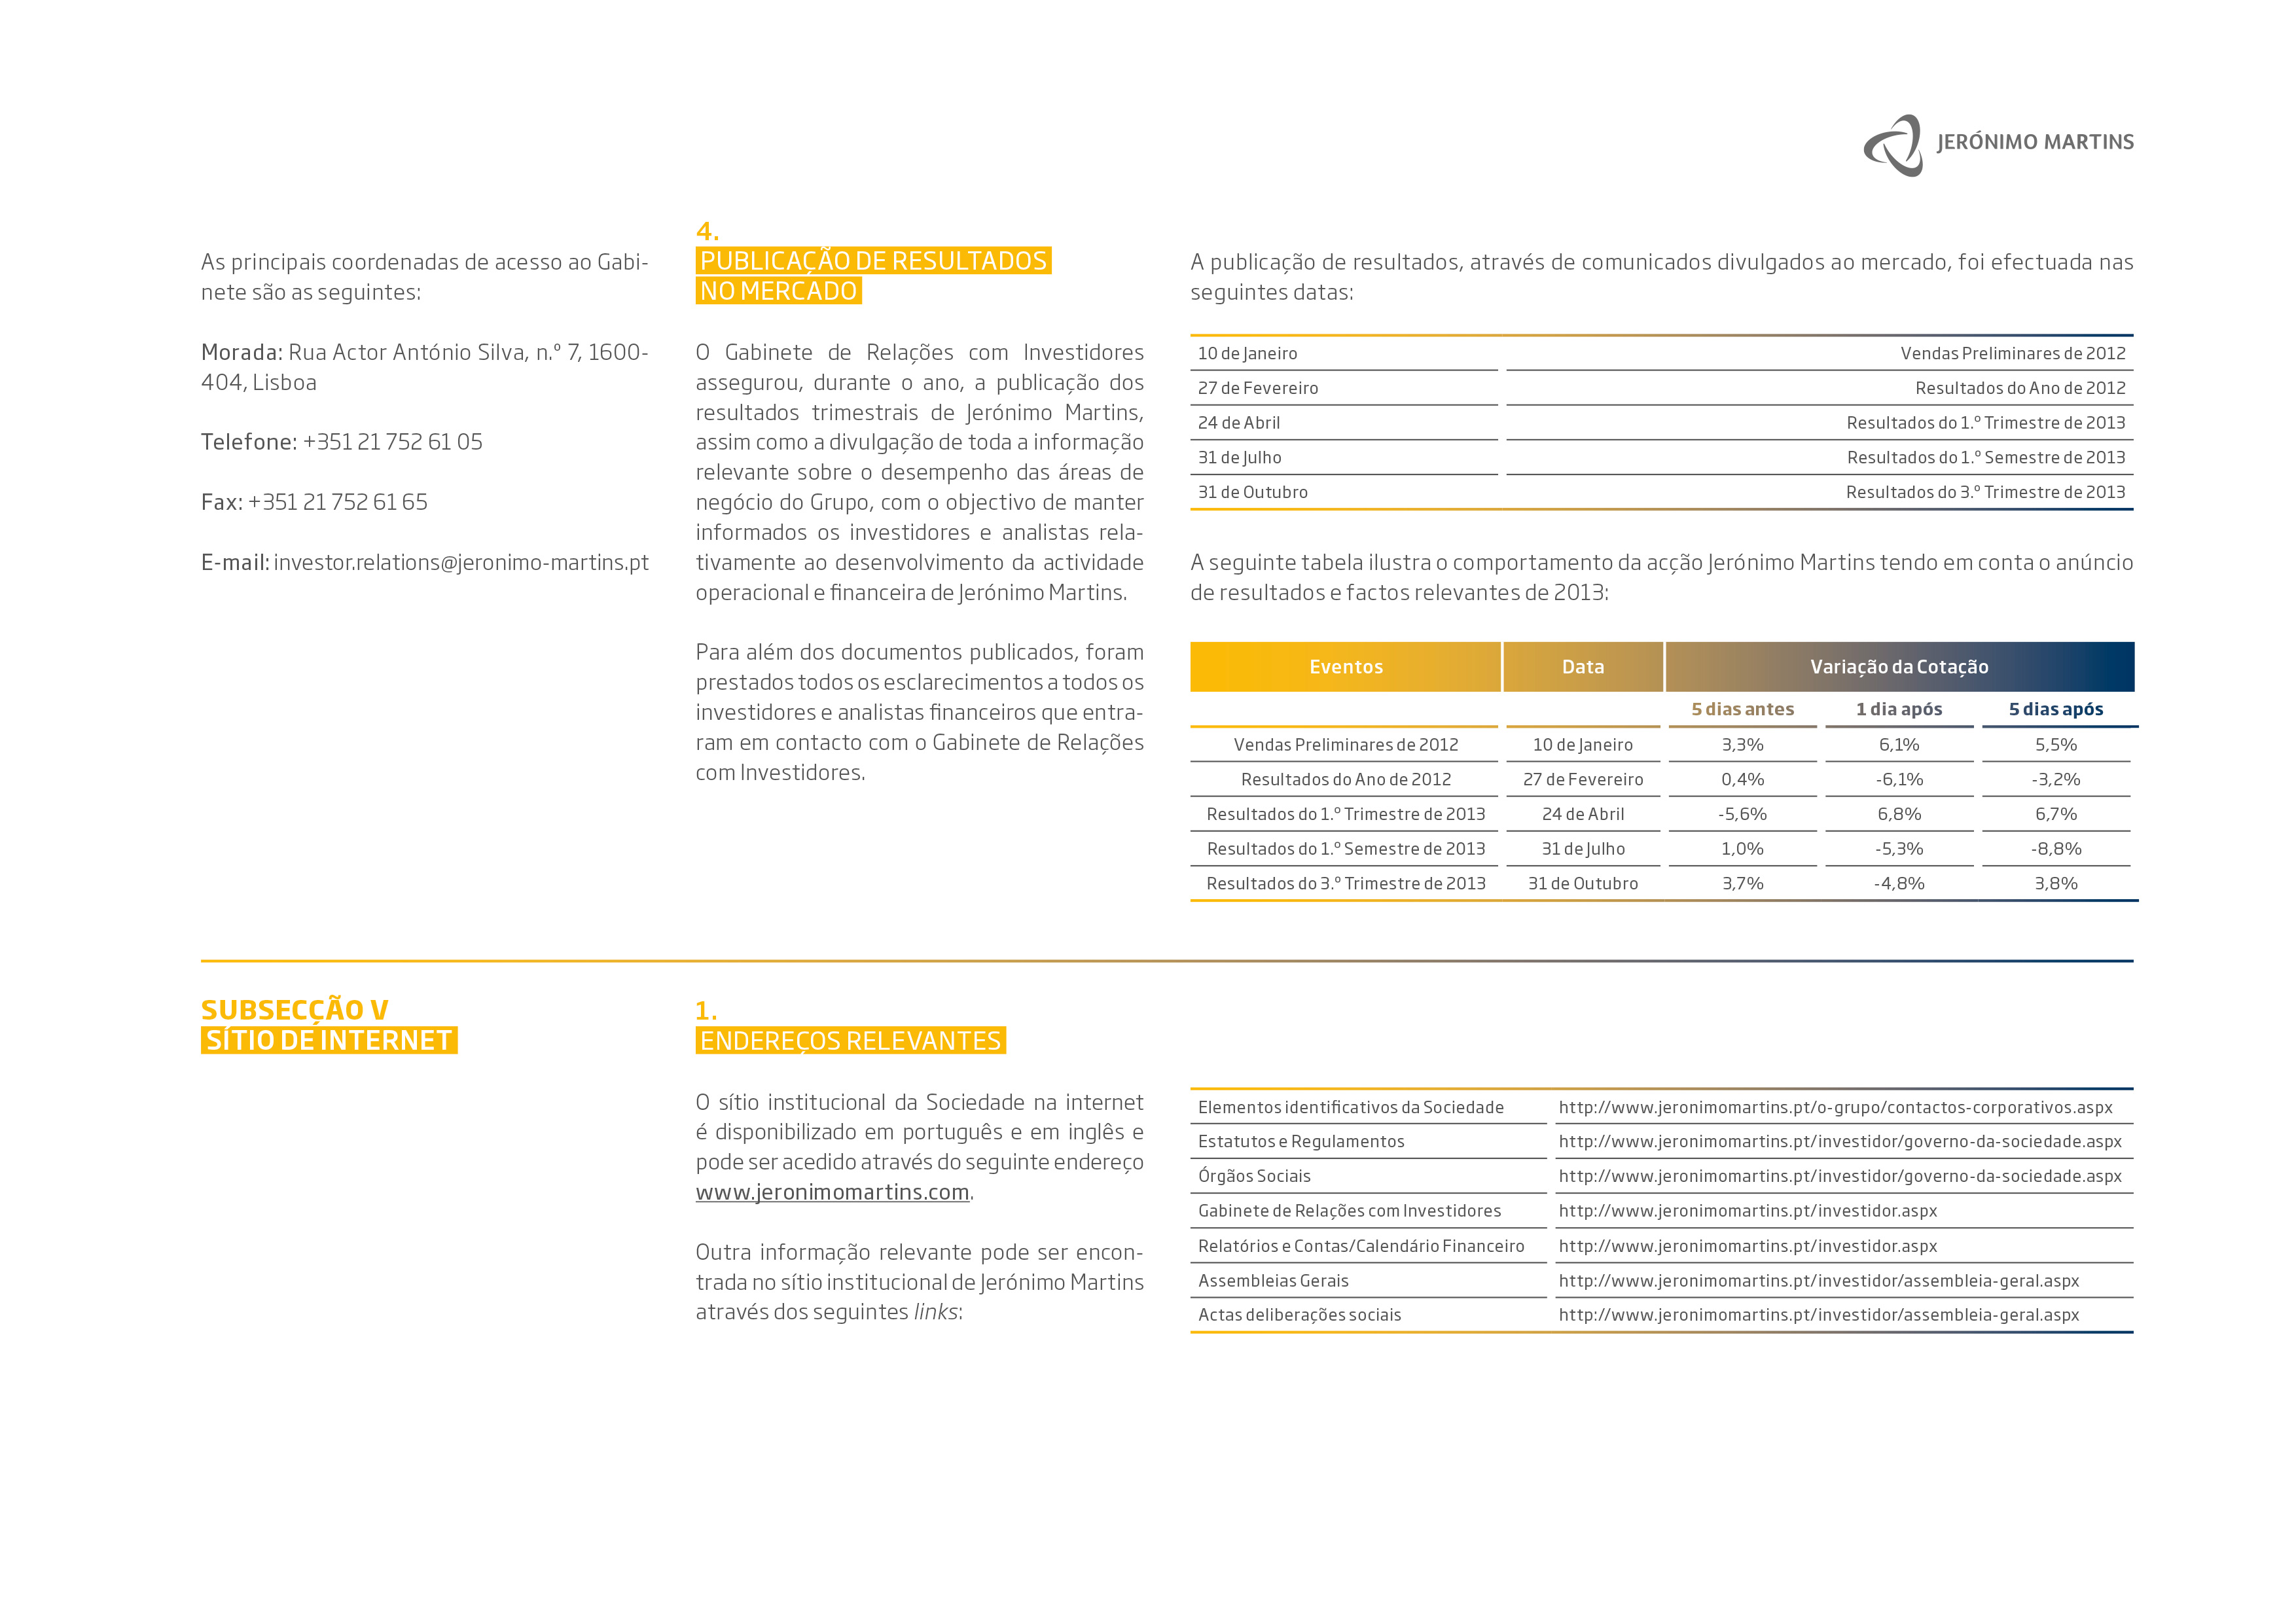 JERÓNIMO MARTINS
As principais coordenadas de acesso ao Gabi-
nete são as seguintes:
Morada: Rua Actor António Silva, n.º 7, 1600-
404, Lisboa
Telefone: +351 21 752 61 05
Fax: +351 21 752 61 65
E-mail: investor.relations@jeronimo-martins.pt
4.
PUBLICAÇÃO DE RESULTADOS
NO MERCADO
O Gabinete de Relações com Investidores
assegurou, durante o ano, a publicação dos
resultados trimestrais de Jerónimo Martins,
assim como a divulgação de toda a informação
relevante sobre o desempenho das áreas de
negócio do Grupo, com o objectivo de manter
informados os investidores e analistas rela-
tivamente ao desenvolvimento da actividade
operacional e financeira de Jerónimo Martins.
Para além dos documentos publicados, foram
prestados todos os esclarecimentos a todos os
investidores e analistas financeiros que entra-
ram em contacto com o Gabinete de Relações
com Investidores.
A publicação de resultados, através de comunicados divulgados ao mercado, foi efectuada nas
seguintes datas:
10 de Janeiro Vendas Preliminares de 2012
27 de Fevereiro Resultados do Ano de 2012
24 de Abril Resultados do 1.º Trimestre de 2013
31 de Julho Resultados do 1.º Semestre de 2013
31 de Outubro Resultados do 3.º Trimestre de 2013
A seguinte tabela ilustra o comportamento da acção Jerónimo Martins tendo em conta o anúncio
de resultados e factos relevantes de 2013:
Eventos Data Variação da Cotação
5 dias antes 1 dia após 5 dias após
Vendas Preliminares de 2012 10 de Janeiro 3,3% 6,1% 5,5%
Resultados do Ano de 2012 27 de Fevereiro 0,4% -6,1% -3,2%
Resultados do 1.º Trimestre de 2013 24 de Abril -5,6% 6,8% 6,7%
Resultados do 1.º Semestre de 2013 31 de Julho 1,0% -5,3% -8,8%
Resultados do 3.º Trimestre de 2013 31 de Outubro 3,7% -4,8% 3,8%
SUBSECÇÃO V
SÍTIO DE INTERNET
1.
ENDEREÇOS RELEVANTES
O sítio institucional da Sociedade na internet
é disponibilizado em português e em inglês e
pode ser acedido através do seguinte endereço
www.jeronimomartins.com.
Outra informação relevante pode ser encon-
trada no sítio institucional de Jerónimo Martins
através dos seguintes links:
Elementos identificativos da Sociedade http://www.jeronimomartins.pt/o-grupo/contactos-corporativos.aspx
Estatutos e Regulamentos http://www.jeronimomartins.pt/investidor/governo-da-sociedade.aspx
Órgãos Sociais http://www.jeronimomartins.pt/investidor/governo-da-sociedade.aspx
Gabinete de Relações com Investidores http://www.jeronimomartins.pt/investidor.aspx
Relatórios e Contas/Calendário Financeiro http://www.jeronimomartins.pt/investidor.aspx
Assembleias Gerais http://www.jeronimomartins.pt/investidor/assembleia-geral.aspx
Actas deliberações sociais http://www.jeronimomartins.pt/investidor/assembleia-geral.aspx